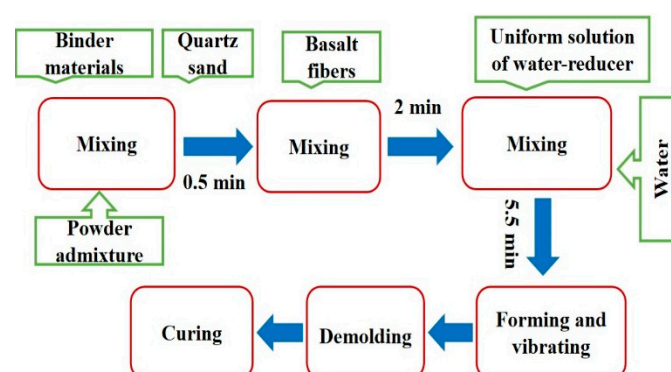 Binder
materials
Quartz
sand
Basalt
fibers
Uniform solution
of water-reducer
Mixing
0.5 min
Mixing
2 min
Mixing
Water
Powder
admixture
5.5 min
Curing
Demolding
Forming and
vibrating